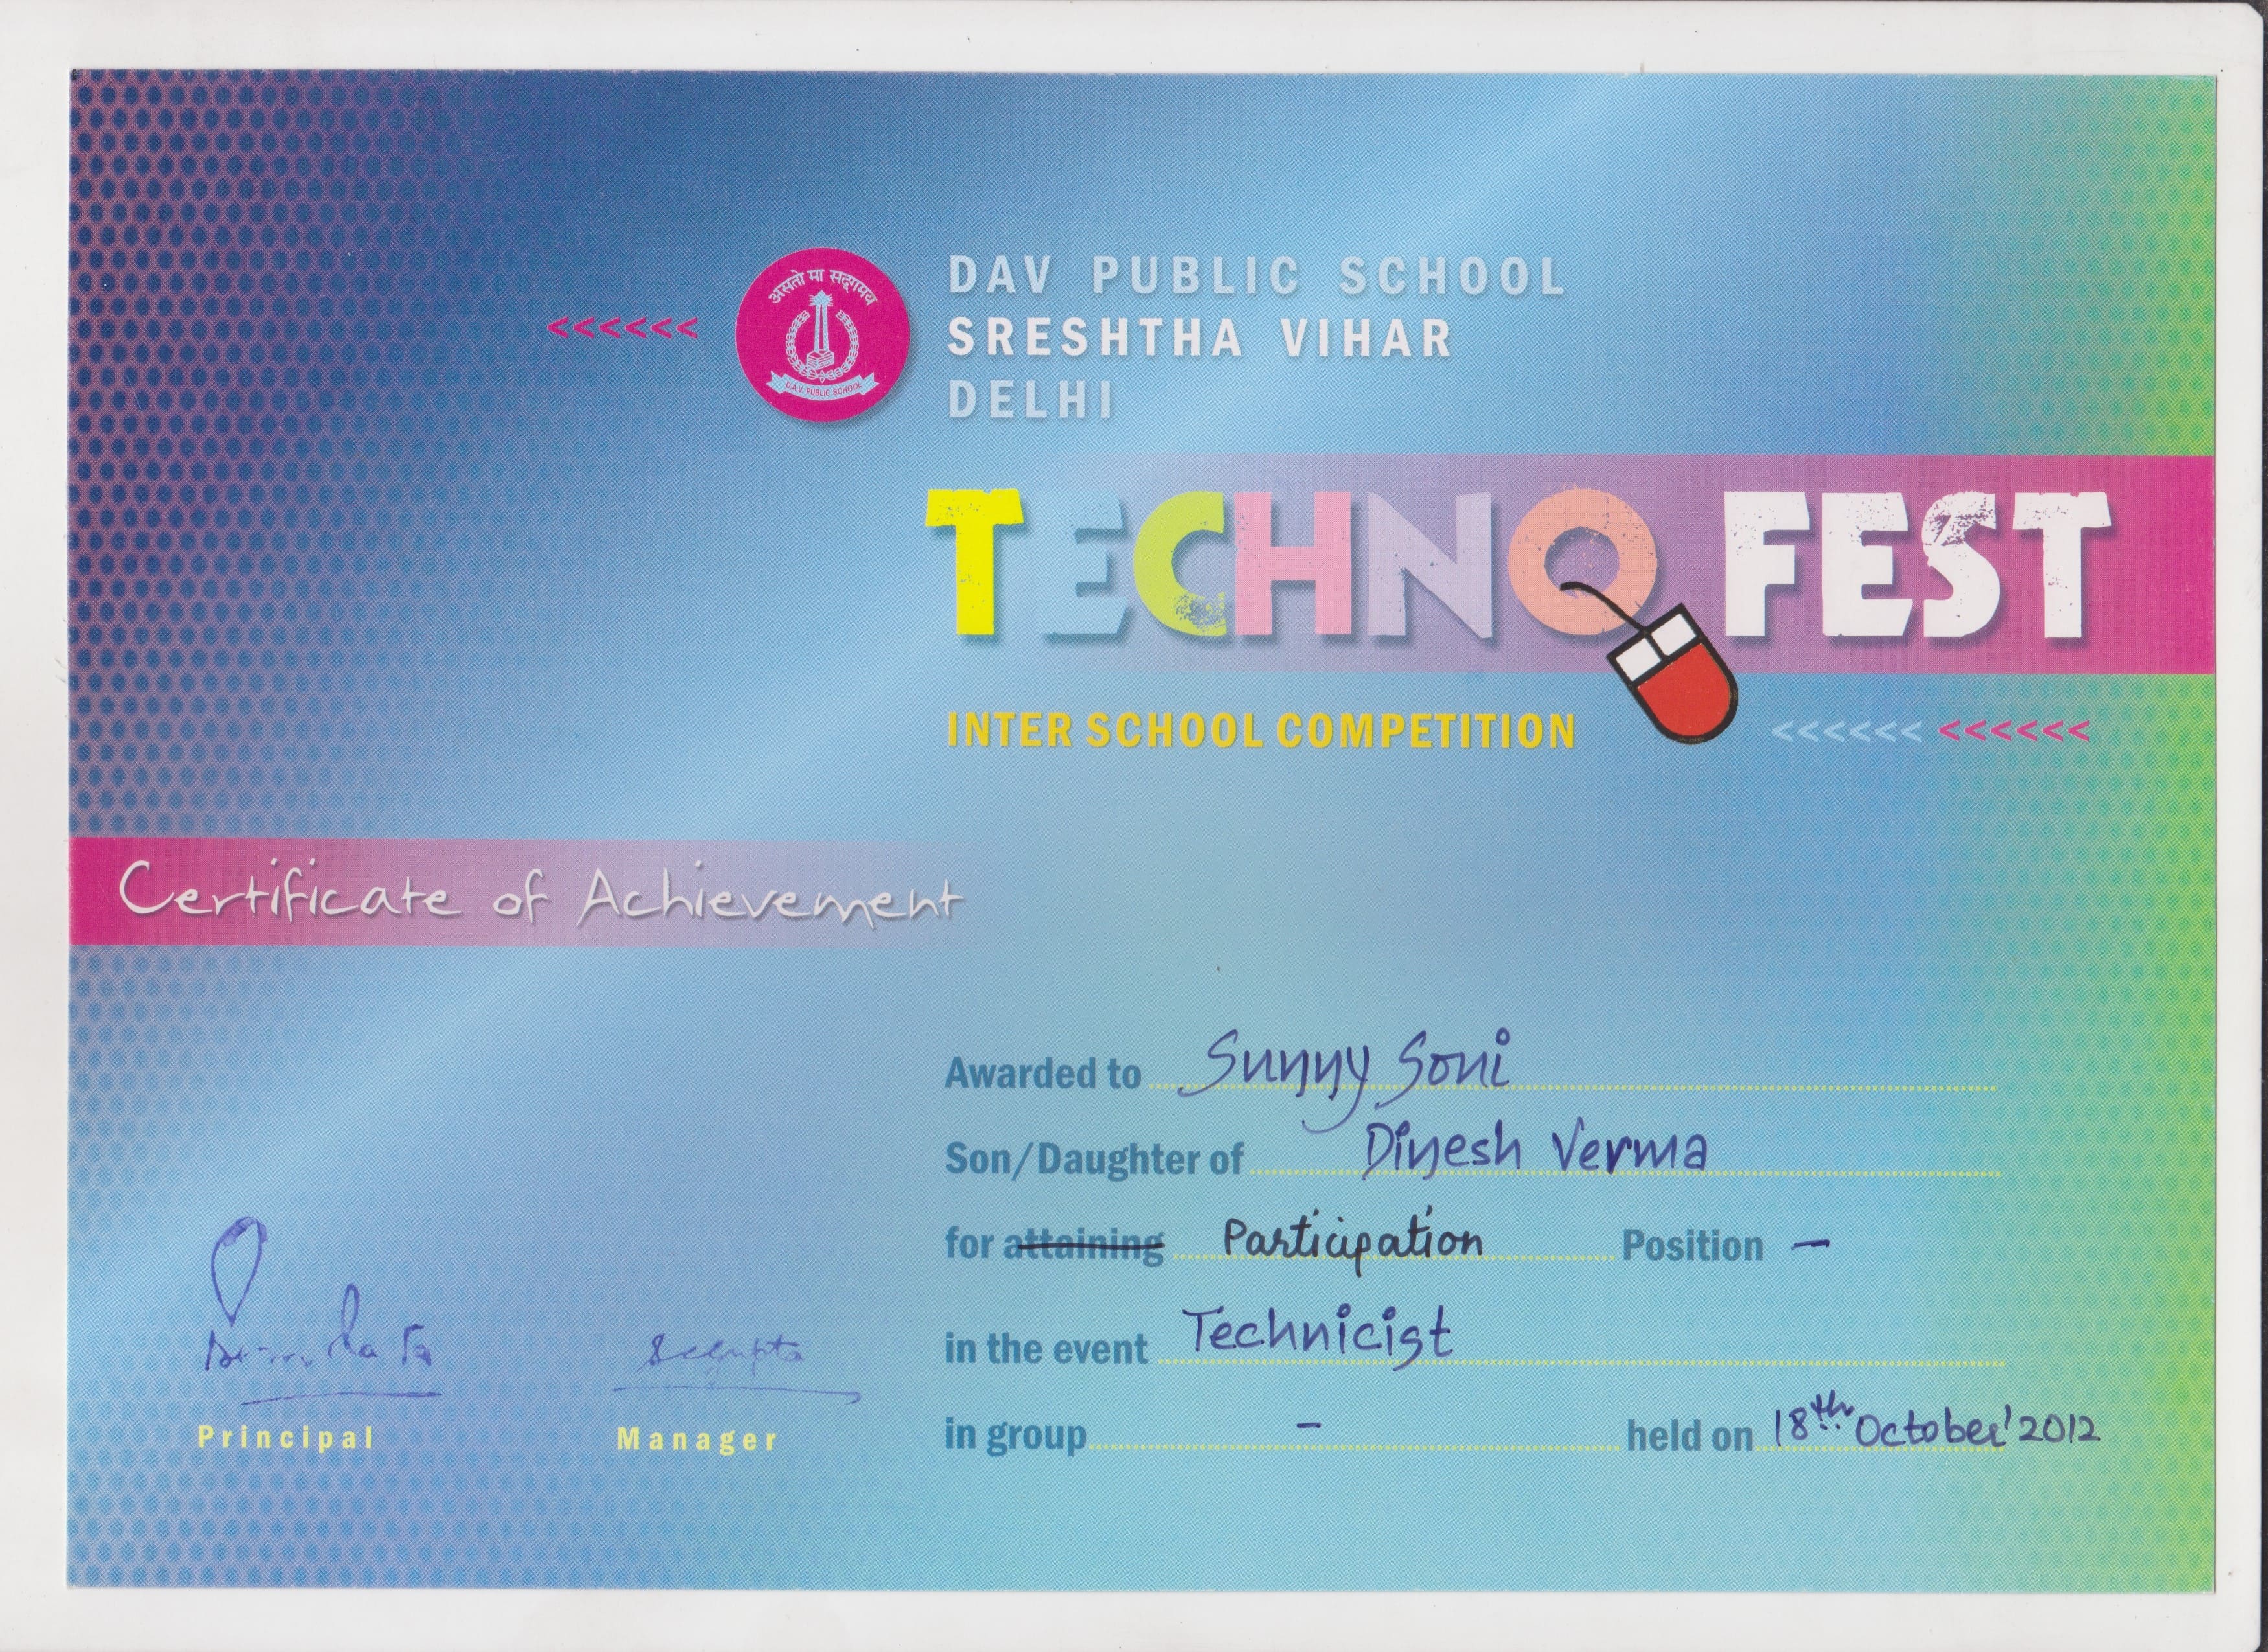 असतो मा सद्गमय
D.A.V. PUBLIC SCHOOL
<<<<<<
DAV PUBLIC SCHOOL
SRESHTHA VIHAR
DELHI
TECHNO FEST
INTER SCHOOL COMPETITION
<<<<<< <<<<<<
Certificate of Achievement
Awarded to Sunny Soni
Son/Daughter of Dinesh Verma
for attaining Participation Position –
in the event Technicist
in group – held on 18th October' 2012
Principal
Manager